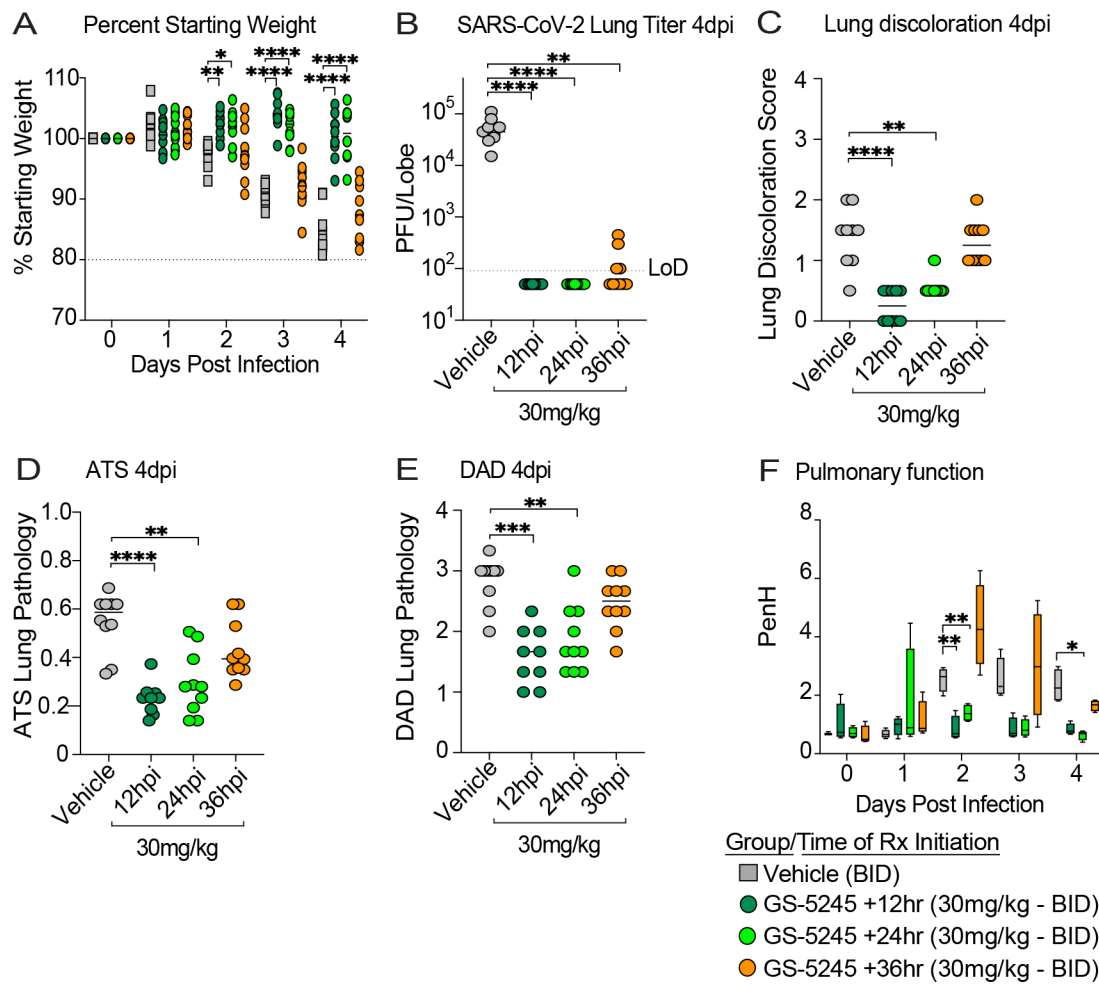 A Percent Starting Weight
B SARS-CoV-2 Lung Titer 4dpi
C Lung discoloration 4dpi
% Starting Weight
110
100
90
80
70
* ** **** **** **** ****
0 1 2 3 4
Days Post Infection
PFU/Lobe
10^5
10^4
10^3
10^2
10^1
**
****
****
LoD
Vehicle 12hpi 24hpi 36hpi
30mg/kg
Lung Discoloration Score
4
3
2
1
0
**
****
Vehicle 12hpi 24hpi 36hpi
30mg/kg
D ATS 4dpi
E DAD 4dpi
F Pulmonary function
ATS Lung Pathology
1.0
0.8
0.6
0.4
0.2
0
**
****
Vehicle 12hpi 24hpi 36hpi
30mg/kg
DAD Lung Pathology
4
3
2
1
0
**
***
Vehicle 12hpi 24hpi 36hpi
30mg/kg
PenH
8
6
4
2
0
**
**
*
0 1 2 3 4
Days Post Infection
Group/Time of Rx Initiation
Vehicle (BID)
GS-5245 +12hr (30mg/kg - BID)
GS-5245 +24hr (30mg/kg - BID)
GS-5245 +36hr (30mg/kg - BID)